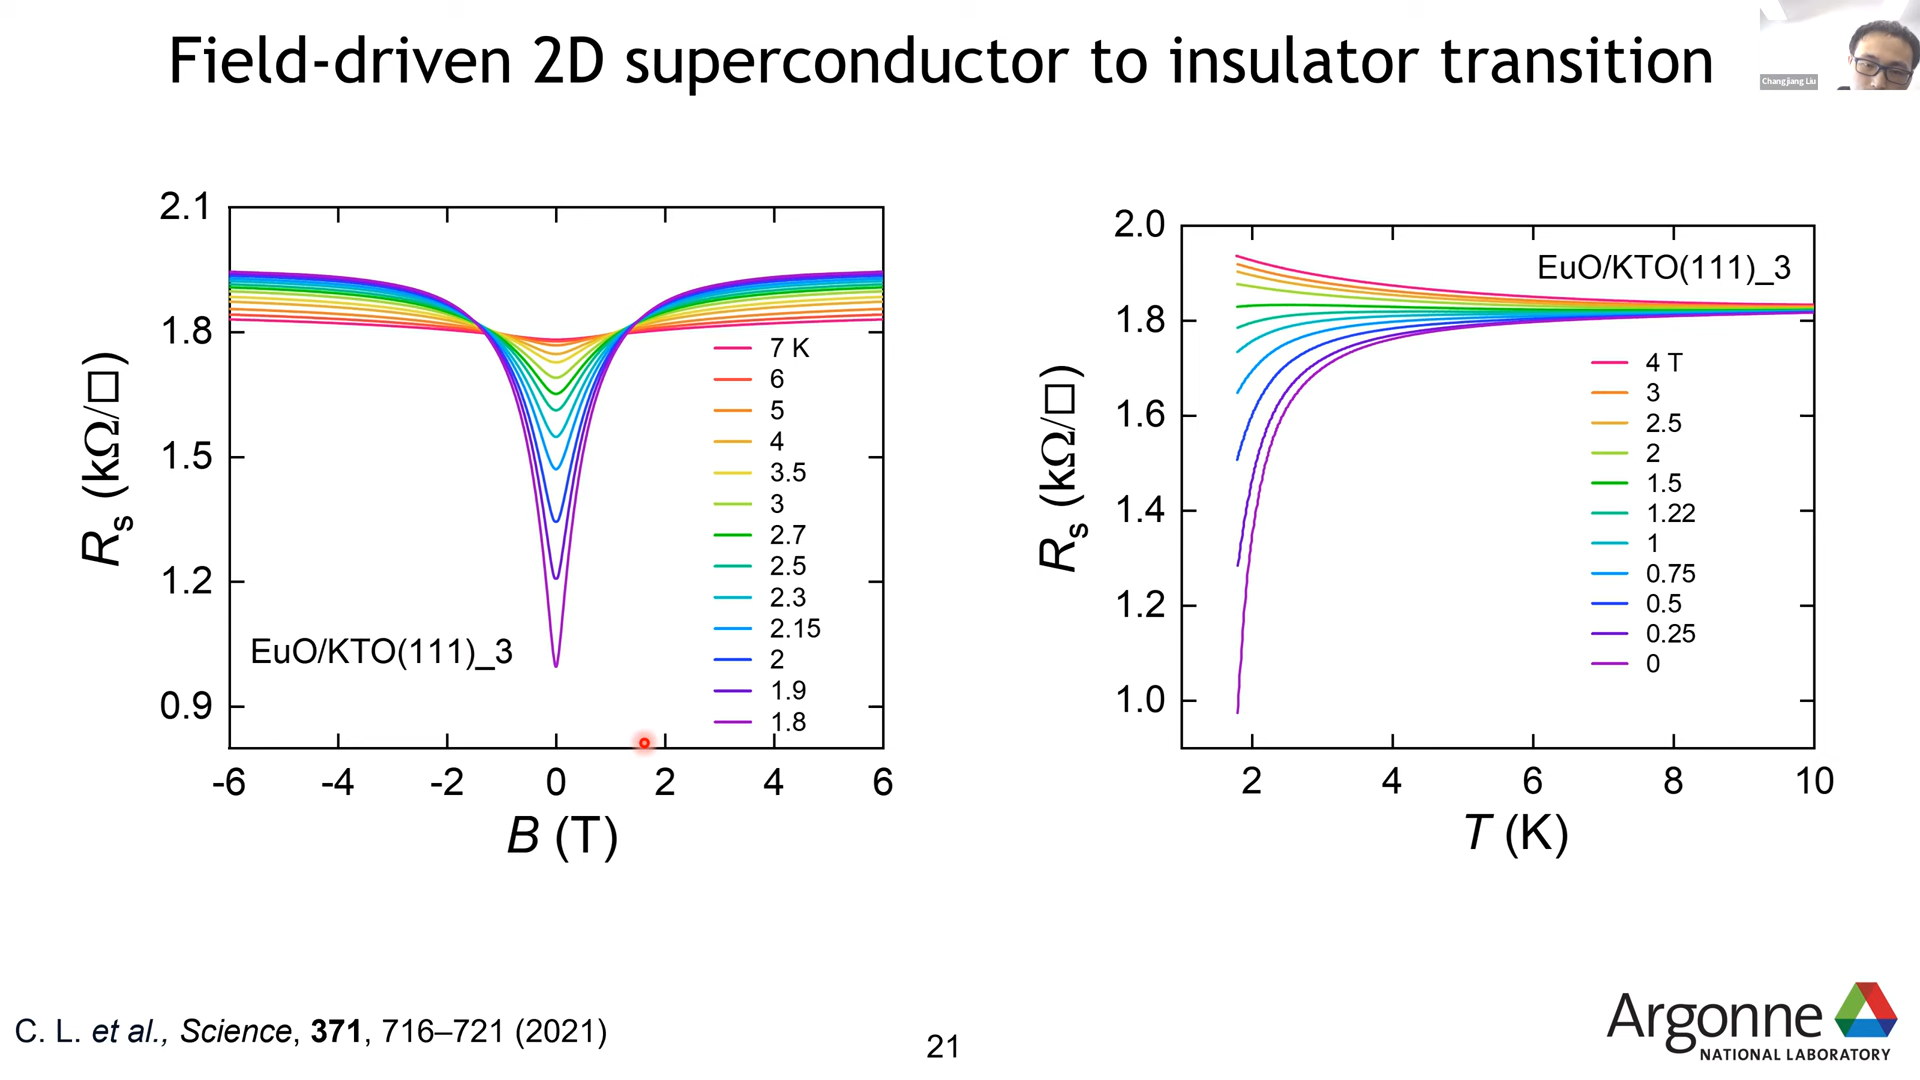 Field-driven 2D superconductor to insulator transition
Changjiang Liu
2.1
1.8
1.5
1.2
0.9
Rs (kΩ/□)
7 K
6
5
4
3.5
3
2.7
2.5
2.3
2.15
2
1.9
1.8
EuO/KTO(111)_3
-6 -4 -2 0 2 4 6
B (T)
2.0
1.8
1.6
1.4
1.2
1.0
Rs (kΩ/□)
EuO/KTO(111)_3
4 T
3
2.5
2
1.5
1.22
1
0.75
0.5
0.25
0
2 4 6 8 10
T (K)
C. L. et al., Science, 371, 716–721 (2021)
21
Argonne
NATIONAL LABORATORY